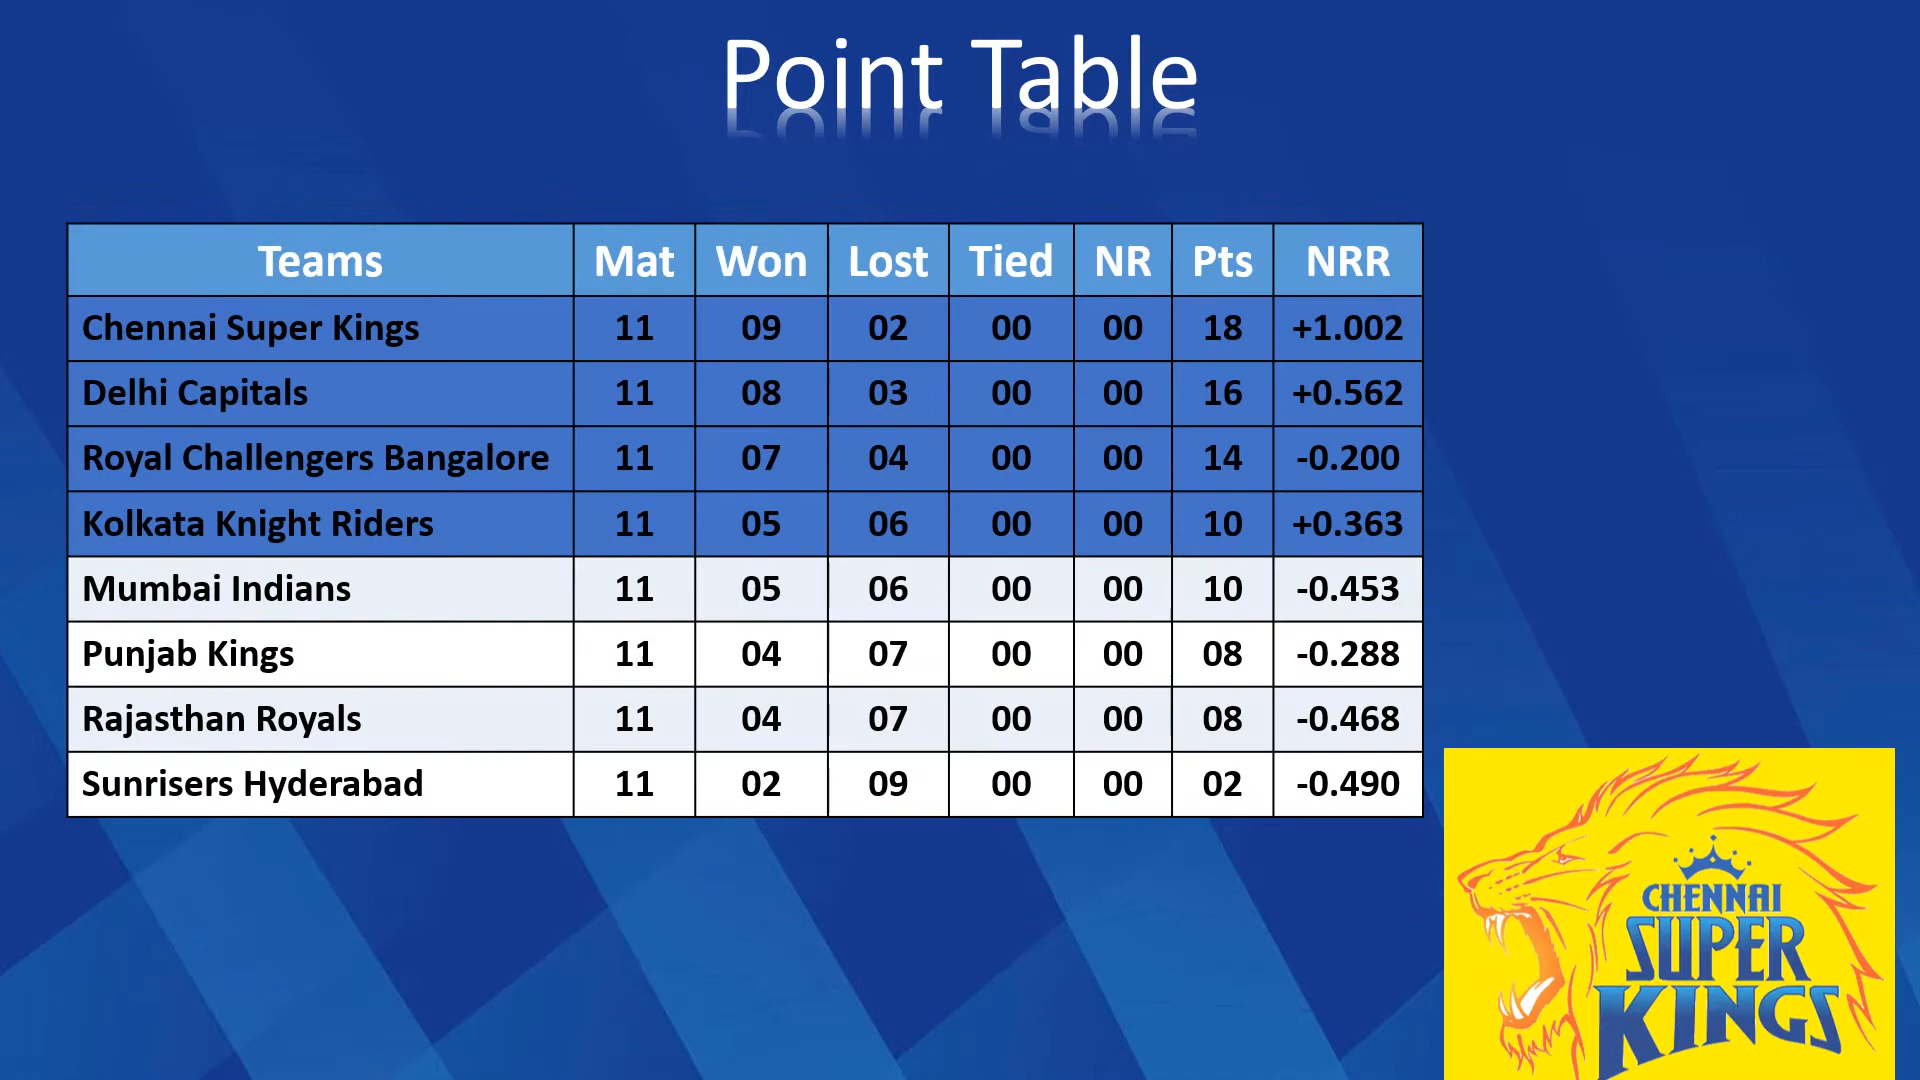 Point Table
Teams Mat Won Lost Tied NR Pts NRR
Chennai Super Kings 11 09 02 00 00 18 +1.002
Delhi Capitals 11 08 03 00 00 16 +0.562
Royal Challengers Bangalore 11 07 04 00 00 14 -0.200
Kolkata Knight Riders 11 05 06 00 00 10 +0.363
Mumbai Indians 11 05 06 00 00 10 -0.453
Punjab Kings 11 04 07 00 00 08 -0.288
Rajasthan Royals 11 04 07 00 00 08 -0.468
Sunrisers Hyderabad 11 02 09 00 00 02 -0.490
CHENNAI
SUPER
KINGS